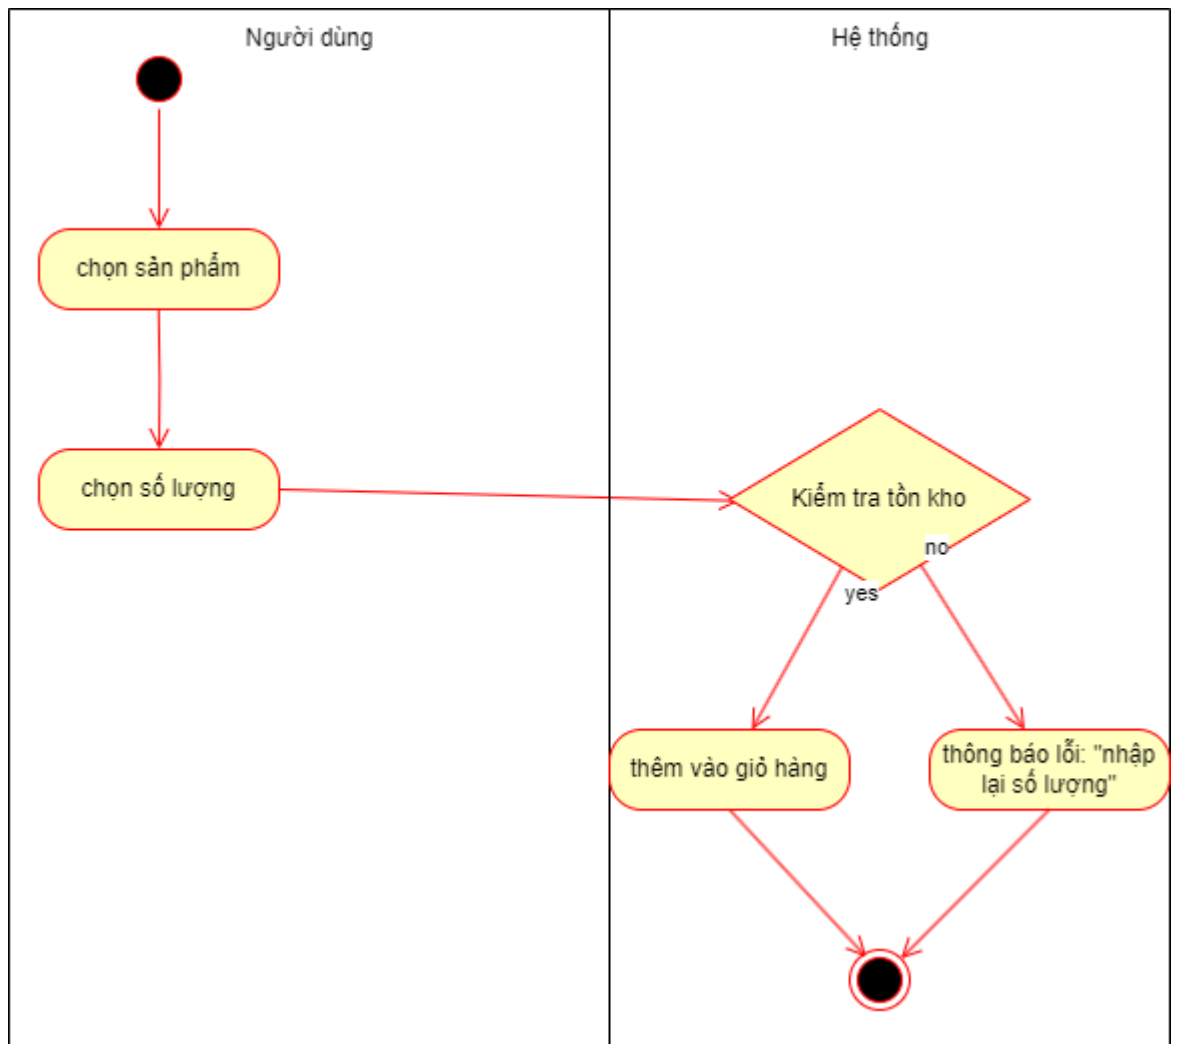 Người dùng
Hệ thống
chọn sản phẩm
chọn số lượng
Kiểm tra tồn kho
no
yes
thêm vào giỏ hàng
thông báo lỗi: "nhập
lại số lượng"